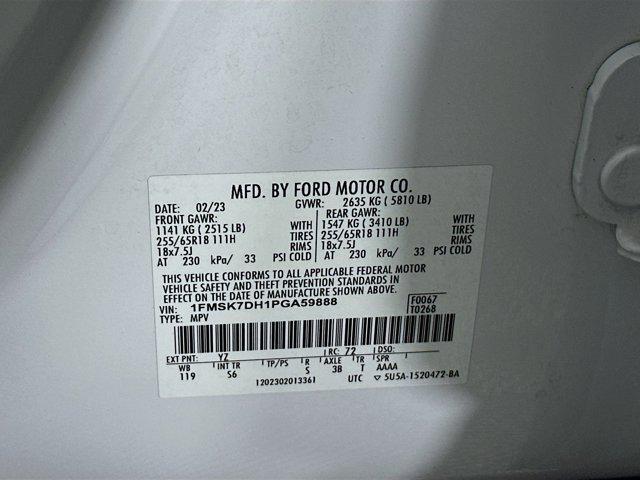 MFD. BY FORD MOTOR CO.
DATE: 02/23 GVWR: 2635 KG ( 5810 LB)
FRONT GAWR: REAR GAWR:
1141 KG ( 2515 LB) WITH 1547 KG ( 3410 LB) WITH
255/65R18 111H TIRES 255/65R18 111H TIRES
18x7.5J RIMS 18x7.5J RIMS
AT 230 kPa/ 33 PSI COLD AT 230 kPa/ 33 PSI COLD
THIS VEHICLE CONFORMS TO ALL APPLICABLE FEDERAL MOTOR
VEHICLE SAFETY AND THEFT PREVENTION STANDARDS IN
EFFECT ON THE DATE OF MANUFACTURE SHOWN ABOVE.
VIN: 1FMSK7DH1PGA59888 F0067
TYPE: MPV T0268
EXT PNT: YZ RC: 72 DSO:
WB INT TR TP/PS R AXLE TR SPR
119 S6 S 3B T AAAA
1202302013361 UTC ▽ 5U5A-1520472-BA